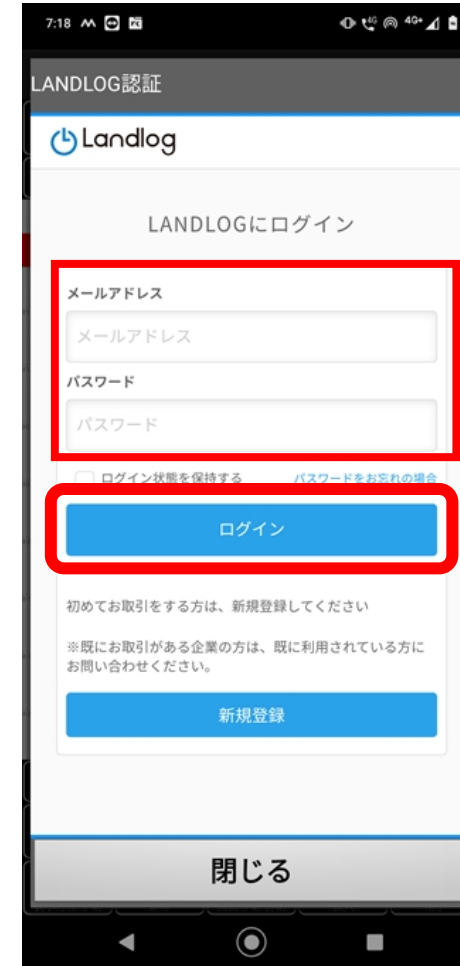 7:18
4G 4G+
LANDLOG認証
Landlog
LANDLOGにログイン
メールアドレス
メールアドレス
パスワード
パスワード
ログイン状態を保持する パスワードをお忘れの場合
ログイン
初めてお取引をする方は、新規登録してください
※既にお取引がある企業の方は、既に利用されている方に
お問い合わせください。
新規登録
閉じる